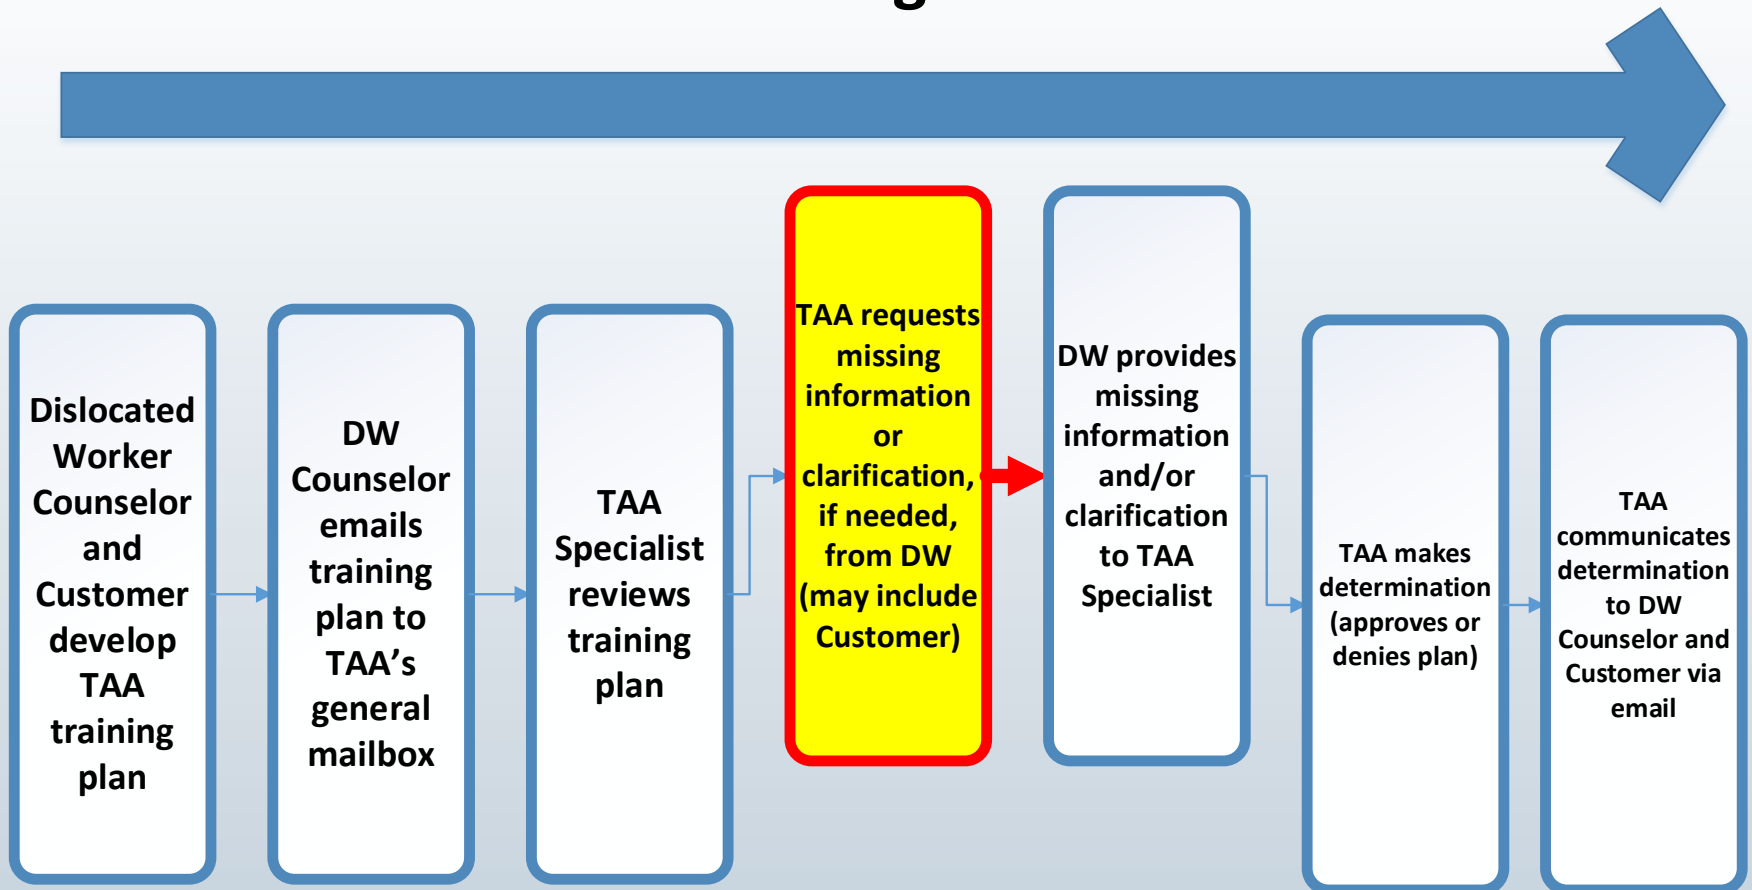 Dislocated
Worker
Counselor
and
Customer
develop
TAA
training
plan
DW
Counselor
emails
training
plan to
TAA’s
general
mailbox
TAA
Specialist
reviews
training
plan
TAA requests
missing
information
or
clarification,
if needed,
from DW
(may include
Customer)
DW provides
missing
information
and/or
clarification
to TAA
Specialist
TAA makes
determination
(approves or
denies plan)
TAA
communicates
determination
to DW
Counselor and
Customer via
email